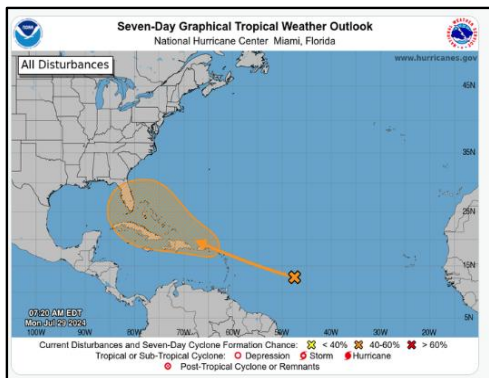 Seven-Day Graphical Tropical Weather Outlook
National Hurricane Center Miami, Florida
All Disturbances
www.hurricanes.gov
45N
35N
25N
15N
5N
07:20 AM EDT
Mon Jul 29 2024
100W 90W 80W 70W 60W 50W 40W 30W 20W
Current Disturbances and Seven-Day Cyclone Formation Chance: < 40% 40-60% > 60%
Tropical or Sub-Tropical Cyclone: Depression Storm Hurricane
Post-Tropical Cyclone or Remnants